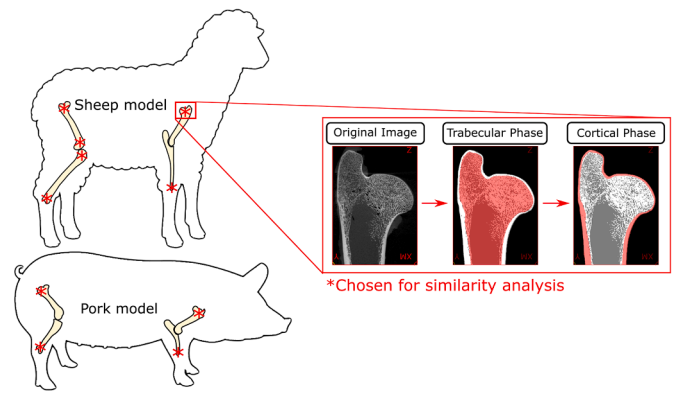 Sheep model
Original Image
Trabecular Phase
Cortical Phase
*Chosen for similarity analysis
Pork model